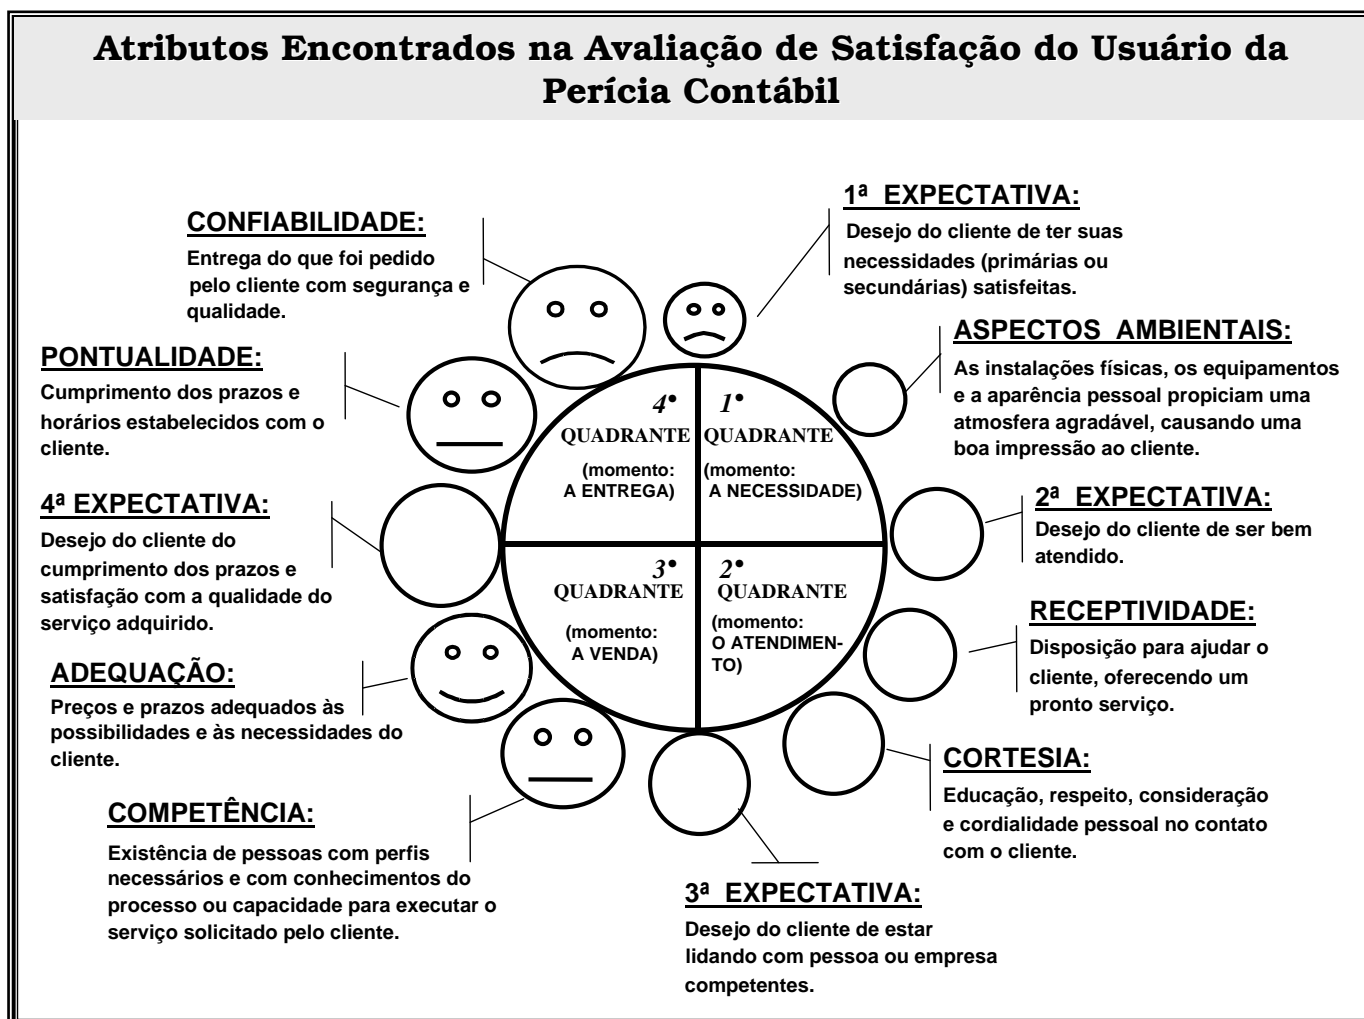 Atributos Encontrados na Avaliação de Satisfação do Usuário da
Perícia Contábil
1ª EXPECTATIVA:
Desejo do cliente de ter suas
necessidades (primárias ou
secundárias) satisfeitas.
CONFIABILIDADE:
Entrega do que foi pedido
pelo cliente com segurança e
qualidade.
ASPECTOS AMBIENTAIS:
As instalações físicas, os equipamentos
e a aparência pessoal propiciam uma
atmosfera agradável, causando uma
boa impressão ao cliente.
PONTUALIDADE:
Cumprimento dos prazos e
horários estabelecidos com o
cliente.
4•
QUADRANTE
(momento:
A ENTREGA)
1•
QUADRANTE
(momento:
A NECESSIDADE)
2ª EXPECTATIVA:
Desejo do cliente de ser bem
atendido.
4ª EXPECTATIVA:
Desejo do cliente do
cumprimento dos prazos e
satisfação com a qualidade do
serviço adquirido.
3•
QUADRANTE
(momento:
A VENDA)
2•
QUADRANTE
(momento:
O ATENDIMEN-
TO)
RECEPTIVIDADE:
Disposição para ajudar o
cliente, oferecendo um
pronto serviço.
ADEQUAÇÃO:
Preços e prazos adequados às
possibilidades e às necessidades do
cliente.
CORTESIA:
Educação, respeito, consideração
e cordialidade pessoal no contato
com o cliente.
COMPETÊNCIA:
Existência de pessoas com perfis
necessários e com conhecimentos do
processo ou capacidade para executar o
serviço solicitado pelo cliente.
3ª EXPECTATIVA:
Desejo do cliente de estar
lidando com pessoa ou empresa
competentes.